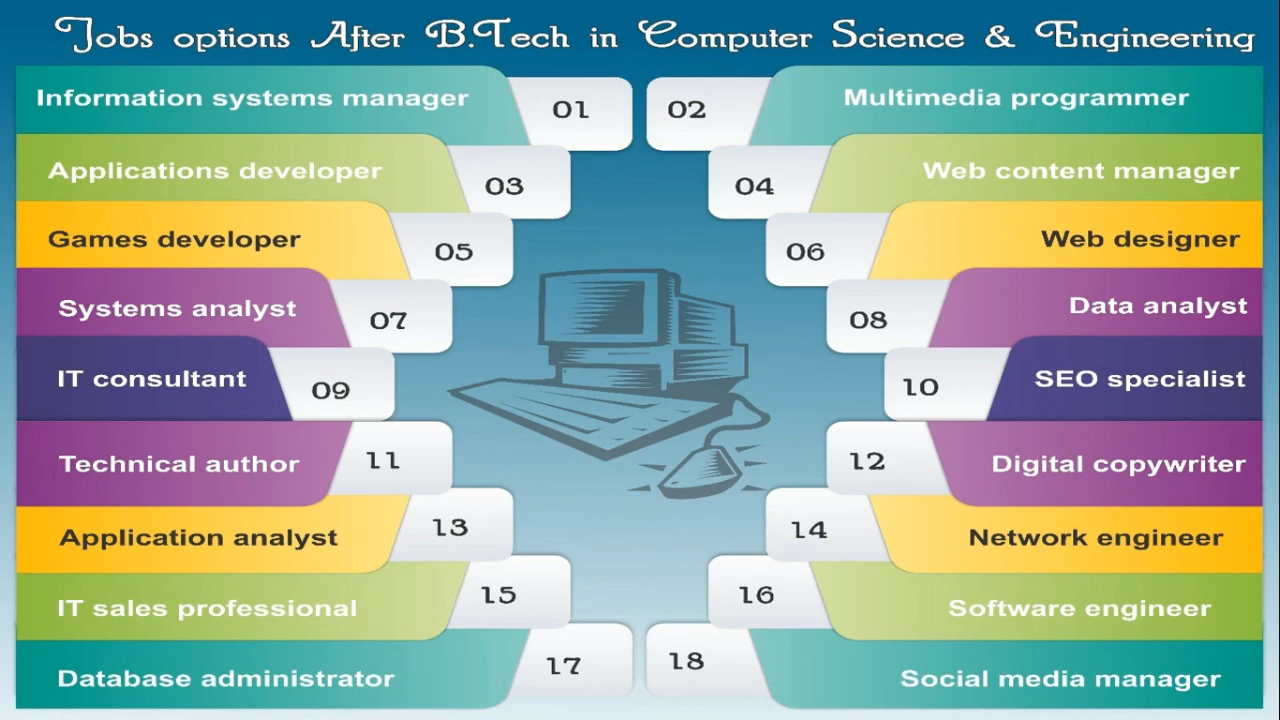 Jobs options After B.Tech in Computer Science & Engineering
Information systems manager 01
02 Multimedia programmer
Applications developer 03
04 Web content manager
Games developer 05
06 Web designer
Systems analyst 07
08 Data analyst
IT consultant 09
10 SEO specialist
Technical author 11
12 Digital copywriter
Application analyst 13
14 Network engineer
IT sales professional 15
16 Software engineer
Database administrator 17
18 Social media manager